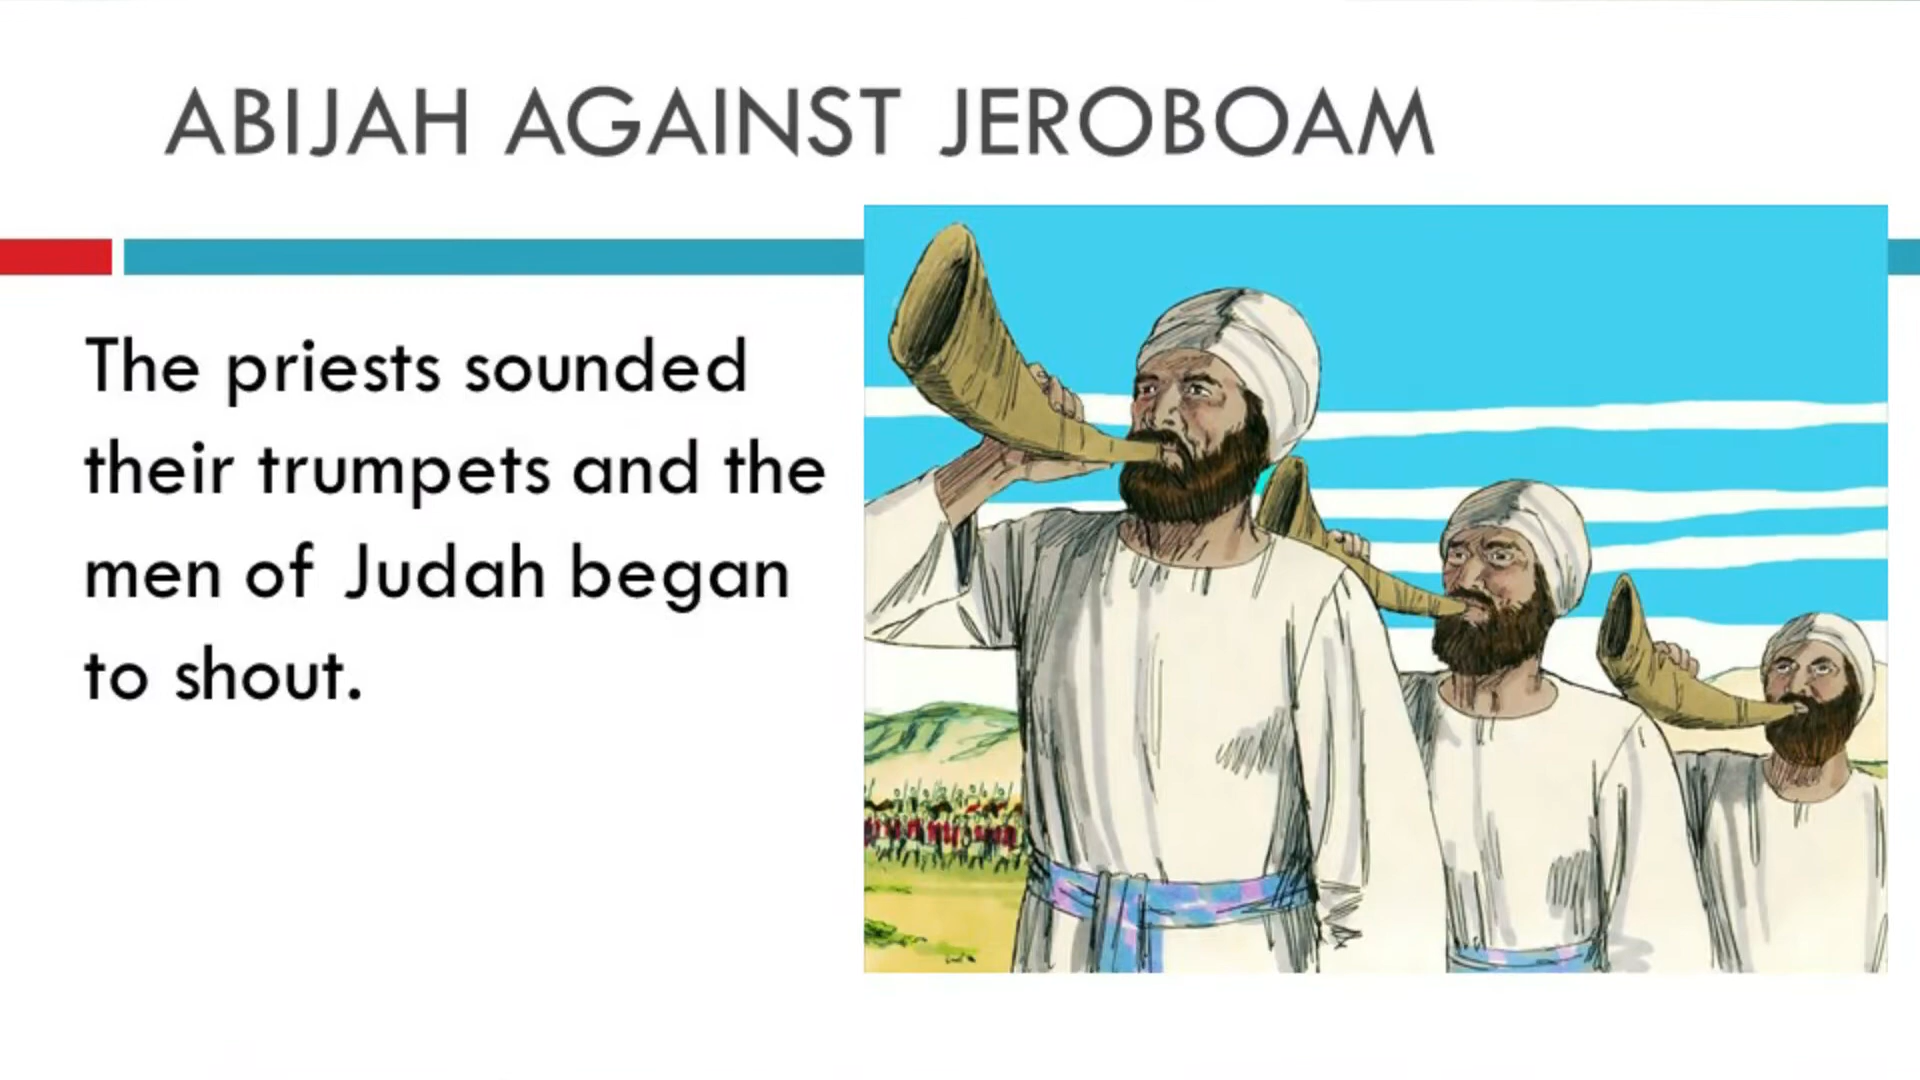 ABIJAH AGAINST JEROBOAM
The priests sounded
their trumpets and the
men of Judah began
to shout.